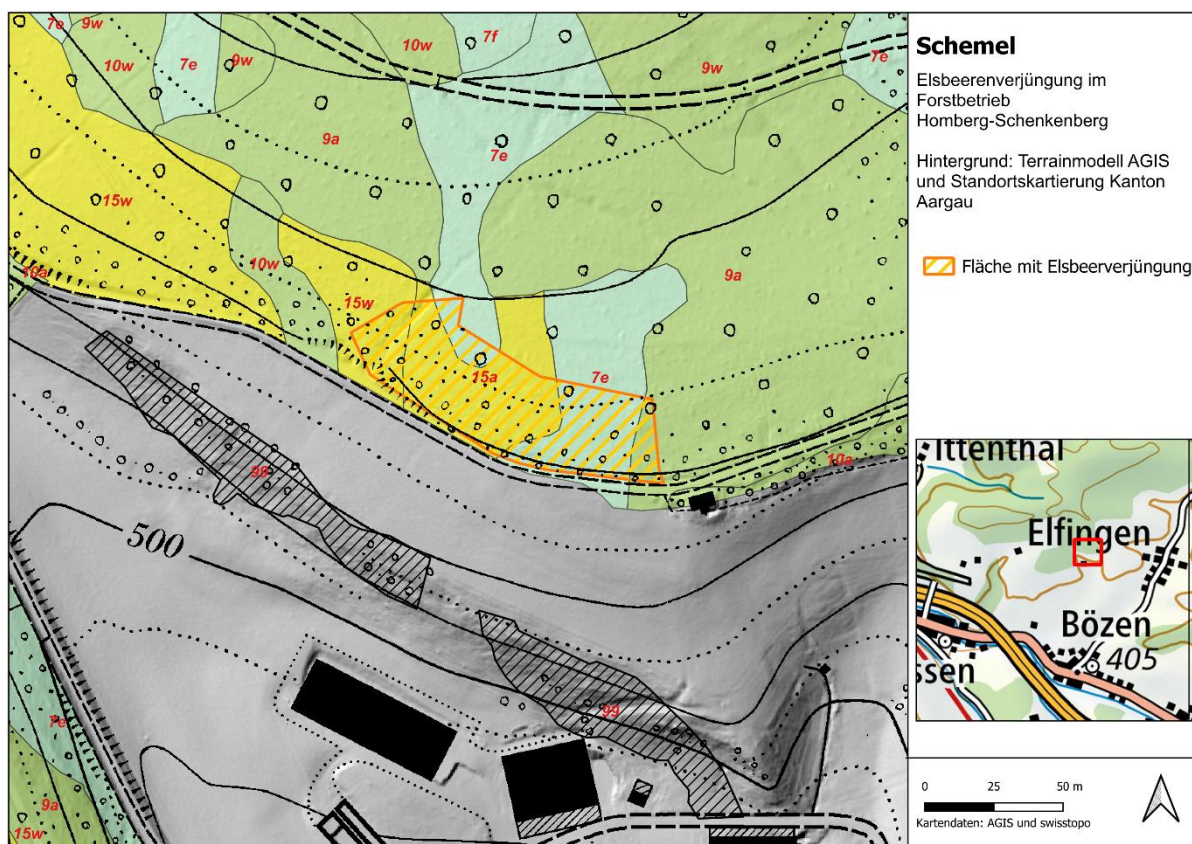 7e
9w
10w
7e
9w
10w
7f
9w
7e
9a
7e
15w
10w
10a
15w
9a
15a
7e
10a
99
500
99
7e
9a
15w
Schemel
Elsbeerenverjüngung im
Forstbetrieb
Homberg-Schenkenberg
Hintergrund: Terrainmodell AGIS
und Standortskartierung Kanton
Aargau
Fläche mit Elsbeerverjüngung
Ittenthal
Elfingen
Bözen
405
ssen
0 25 50 m
Kartendaten: AGIS und swisstopo